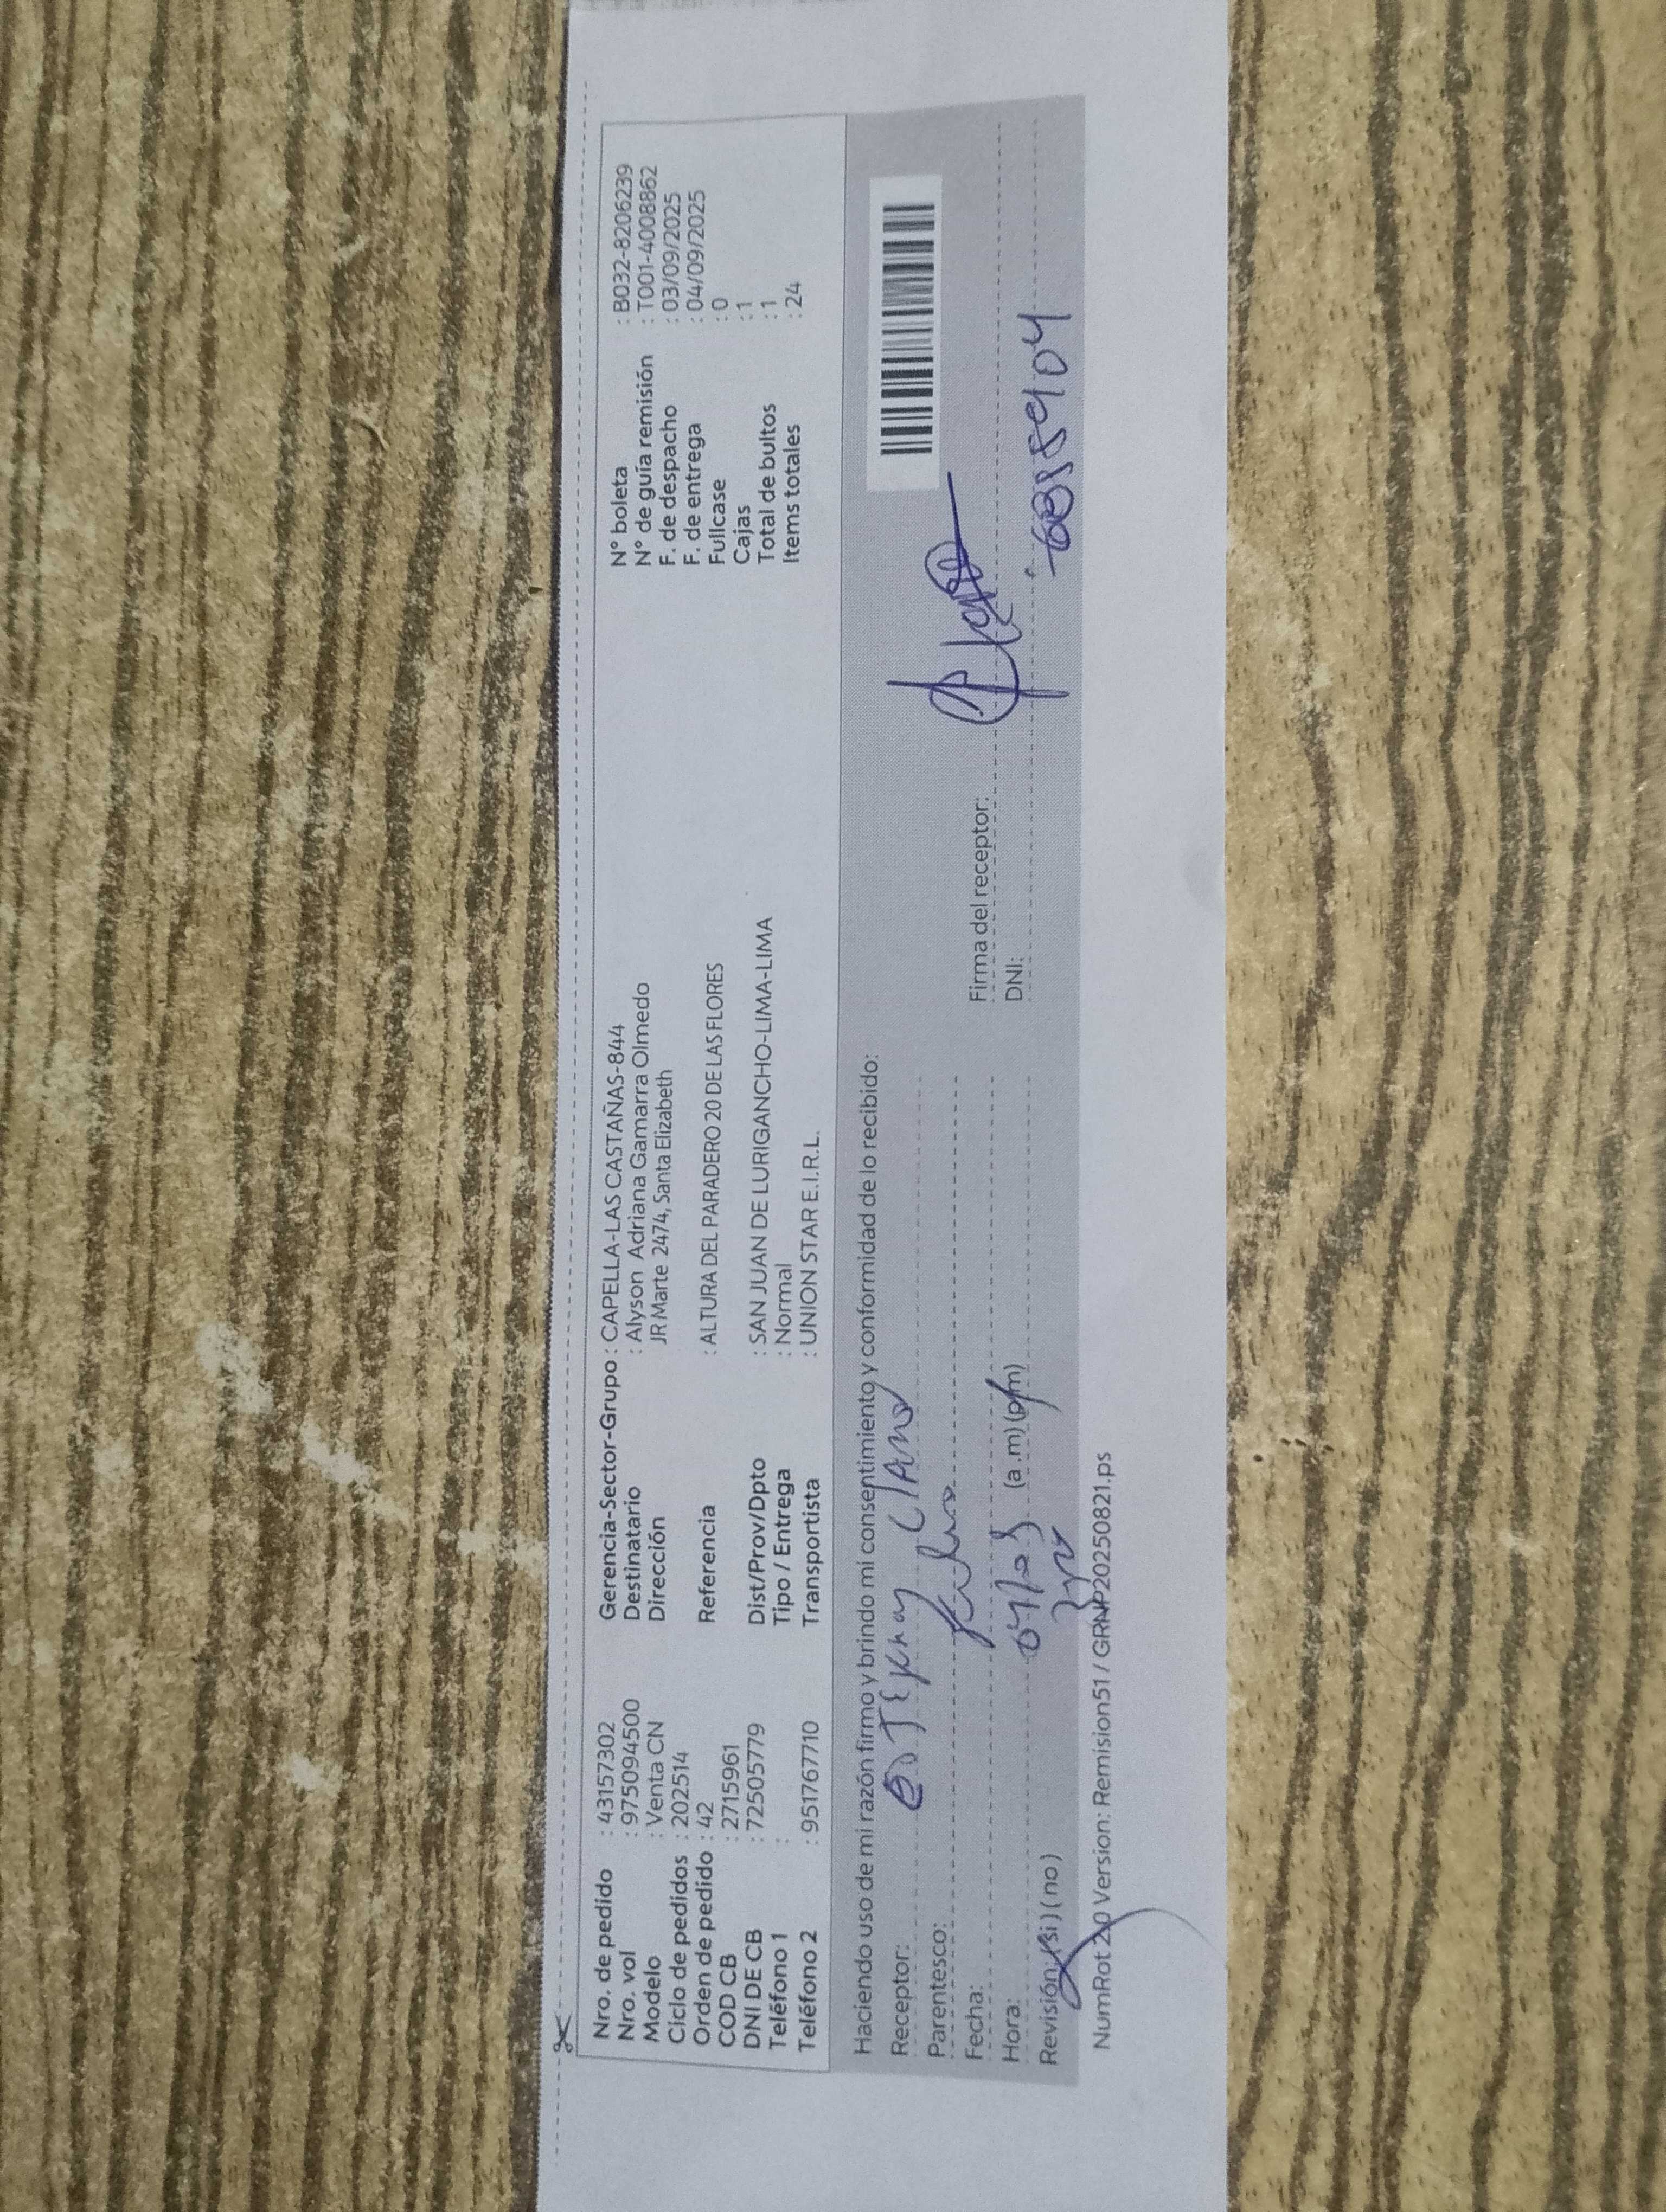 Nro. de pedido : 43157302 Gerencia-Sector-Grupo : CAPELLA-LAS CASTAÑAS-844 N° boleta : B032-8206239
Nro. vol : 9750945​00 Destinatario : Alyson Adriana Gamarra Olmedo N° de guía remisión : T001-4008862
Modelo : Venta CN Dirección JR Marte 2474, Santa Elizabeth F. de despacho : 03/09/2025
Ciclo de pedidos : 202514 F. de entrega : 04/09/2025
Orden de pedido : 42 Referencia : ALTURA DEL PARADERO 20 DE LAS FLORES Fullcase : 0
COD CB : 2715961 Cajas : 1
DNI DE CB : 72505779 Dist/Prov/Dpto : SAN JUAN DE LURIGANCHO-LIMA-LIMA Total de bultos : 1
Teléfono 1 : Tipo / Entrega : Normal Items totales : 24
Teléfono 2 : 951767710 Transportista : UNION STAR E.I.R.L.
Haciendo uso de mi razón firmo y brindo mi consentimiento y conformidad de lo recibido:
Receptor:
Parentesco:
Fecha: Firma del receptor:
Hora: (a .m) (pm) DNI:
Revisión: (si) (no)
NumRot 2.0 Version: Remision51 / GRNP20250821.ps